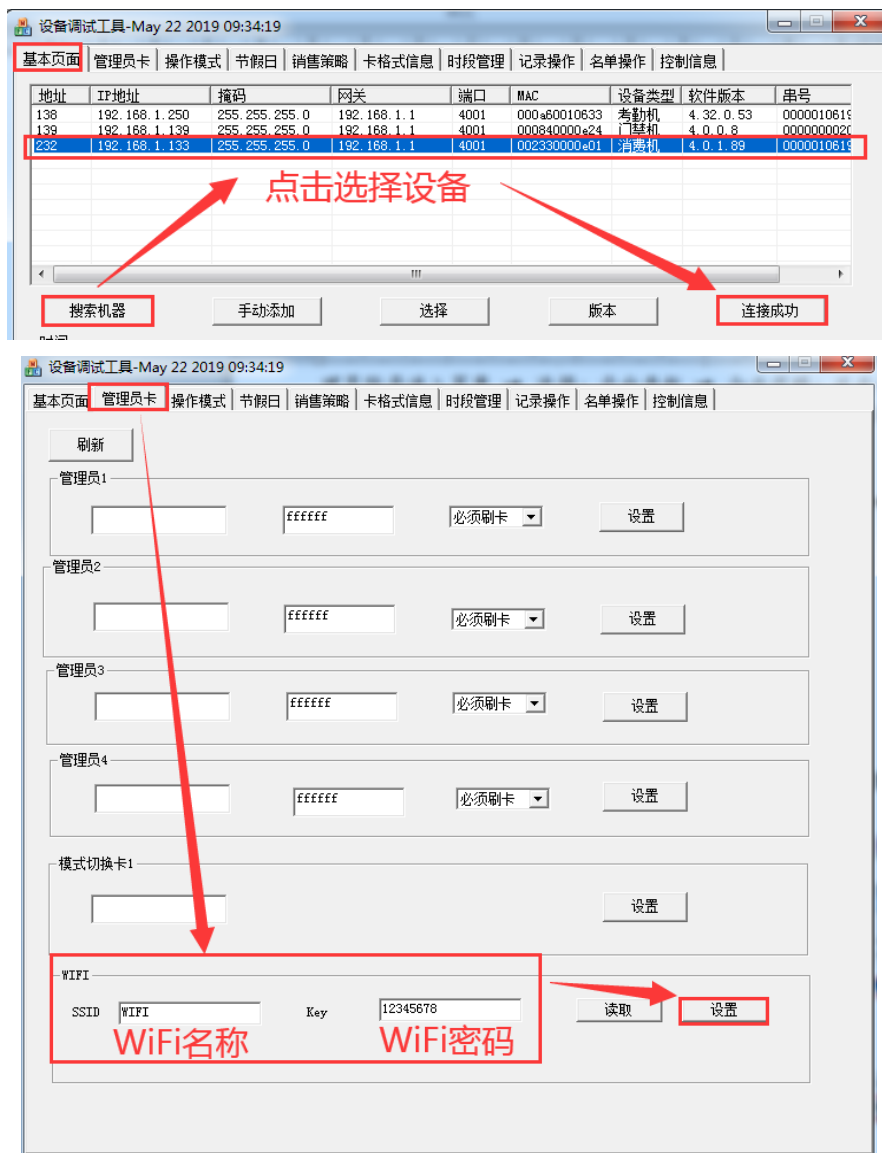 设备调试工具-May 22 2019 09:34:19
基本页面 管理员卡 操作模式 节假日 销售策略 卡格式信息 时段管理 记录操作 名单操作 控制信息
地址 IP地址 掩码 网关 端口 MAC 设备类型 软件版本 串号
138 192.168.1.250 255.255.255.0 192.168.1.1 4001 000a60010633 考勤机 4.32.0.53 0000010619
139 192.168.1.139 255.255.255.0 192.168.1.1 4001 000840000e24 门禁机 4.0.0.8 0000000020
232 192.168.1.133 255.255.255.0 192.168.1.1 4001 002330000e01 消费机 4.0.1.89 0000010619
点击选择设备
搜索机器 手动添加 选择 版本 连接成功
设备调试工具-May 22 2019 09:34:19
基本页面 管理员卡 操作模式 节假日 销售策略 卡格式信息 时段管理 记录操作 名单操作 控制信息
刷新
管理员1
ffffff 必须刷卡 设置
管理员2
ffffff 必须刷卡 设置
管理员3
ffffff 必须刷卡 设置
管理员4
ffffff 必须刷卡 设置
模式切换卡1
设置
WIFI
SSID WIFI Key 12345678 读取 设置
WiFi名称 WiFi密码